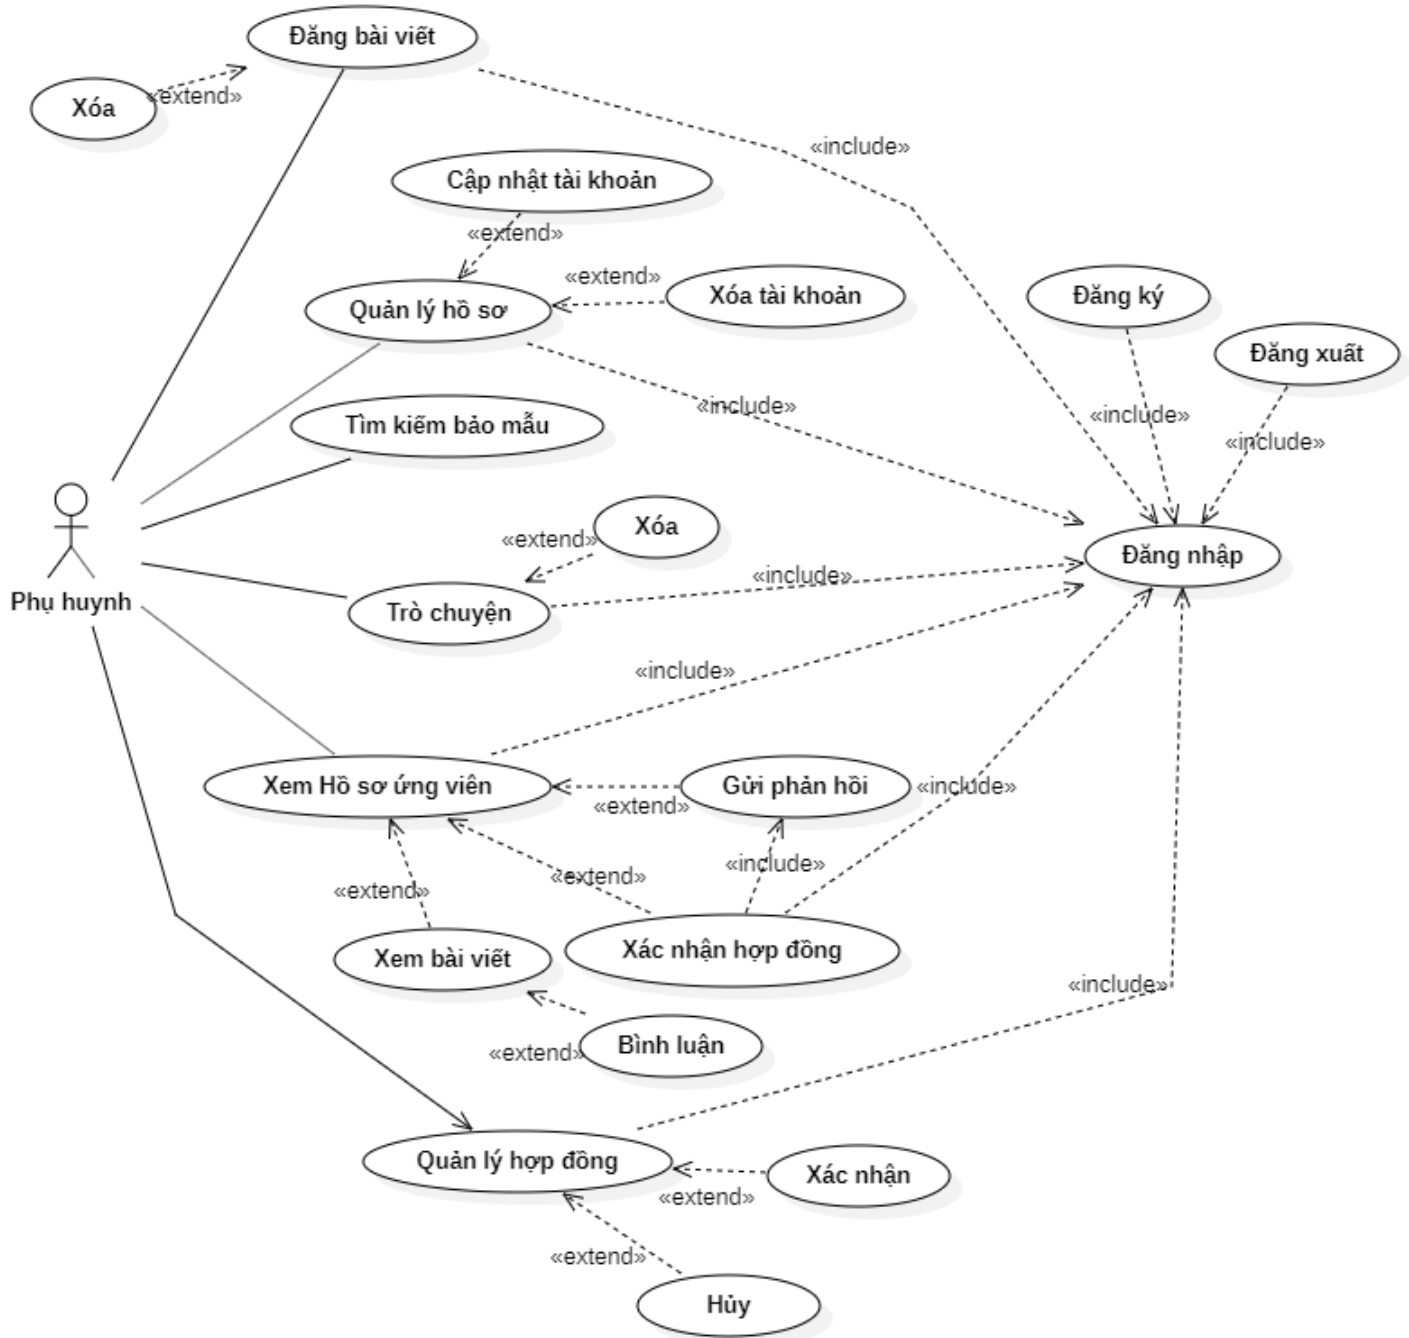 Đăng bài viết
Xóa
«extend»
«include»
Cập nhật tài khoản
«extend»
Quản lý hồ sơ
«extend»
Xóa tài khoản
Đăng ký
Đăng xuất
«include»
Tìm kiếm bảo mẫu
«include»
«include»
Phụ huynh
Xóa
«extend»
Đăng nhập
Trò chuyện
«include»
«include»
Xem Hồ sơ ứng viên
«extend»
Gửi phản hồi
«include»
«extend»
«extend»
«include»
Xem bài viết
Xác nhận hợp đồng
«include»
«extend»
Bình luận
Quản lý hợp đồng
«extend»
Xác nhận
«extend»
Hủy